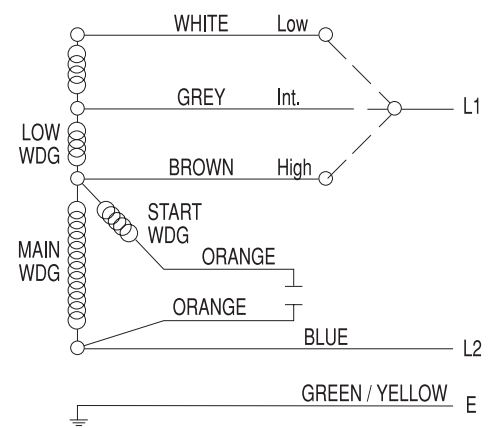 WHITE Low
GREY Int.
L1
LOW
WDG
BROWN High
START
WDG
MAIN
WDG
ORANGE
ORANGE
BLUE
L2
GREEN / YELLOW E